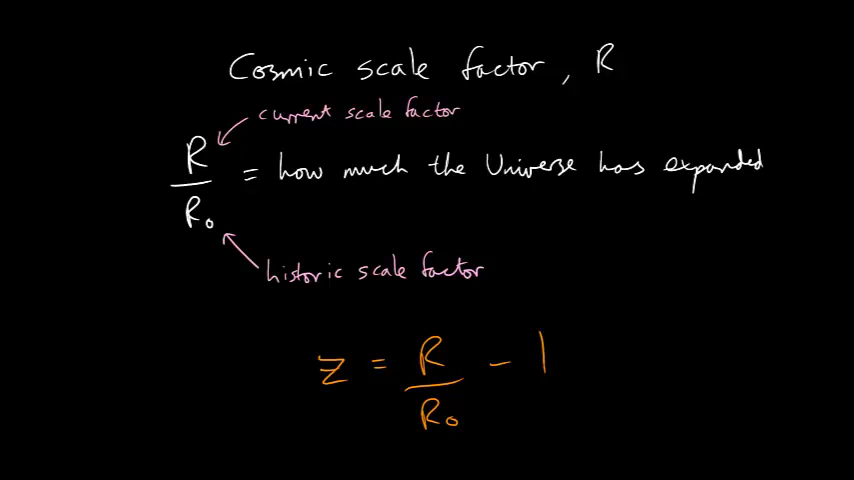 Cosmic scale factor, R
current scale factor
R/R₀ = how much the Universe has expanded
historic scale factor
z = R/R₀ - 1